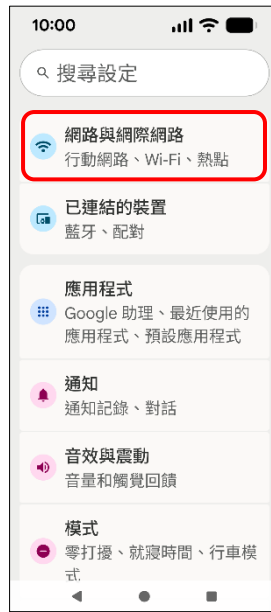 10:00
搜尋設定
網路與網際網路
行動網路、Wi-Fi、熱點
已連結的裝置
藍牙、配對
應用程式
Google 助理、最近使用的
應用程式、預設應用程式
通知
通知記錄、對話
音效與震動
音量和觸覺回饋
模式
零打擾、就寢時間、行車模
式